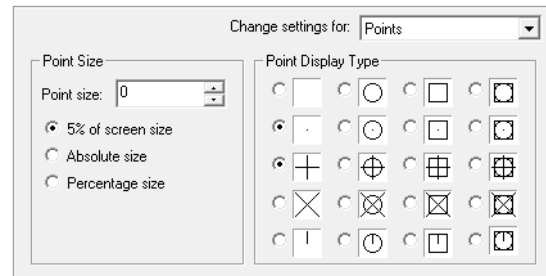 Change settings for: Points
Point Size
Point size: 0
5% of screen size
Absolute size
Percentage size
Point Display Type